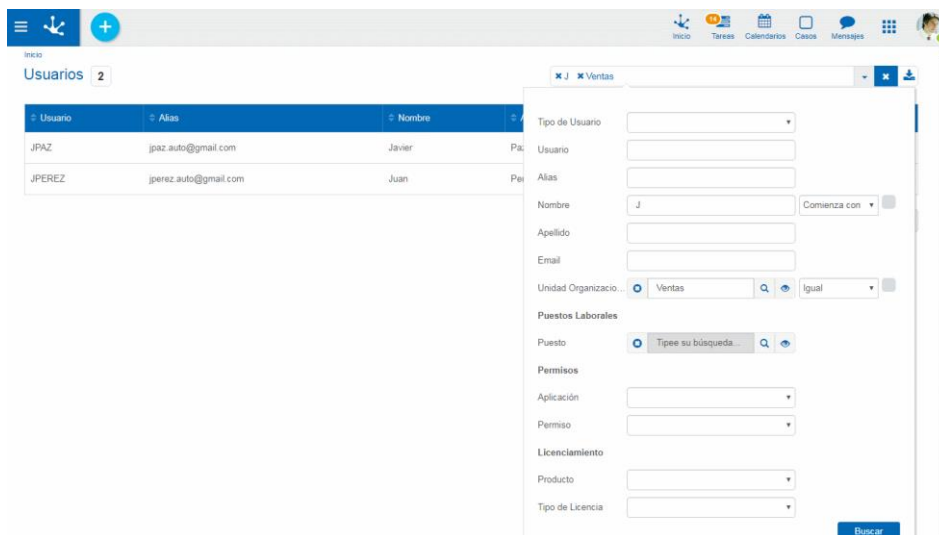 Inicio
14
Tareas
Calendarios
Casos
Mensajes
Inicio
Usuarios 2
✖ J ✖ Ventas
Usuario Alias Nombre
JPAZ jpaz.auto@gmail.com Javier
JPEREZ jperez.auto@gmail.com Juan
Tipo de Usuario
Usuario
Alias
Nombre J Comienza con
Apellido
Email
Unidad Organizacio... Ventas Igual
Puestos Laborales
Puesto Tipee su búsqueda...
Permisos
Aplicación
Permiso
Licenciamiento
Producto
Tipo de Licencia
Buscar